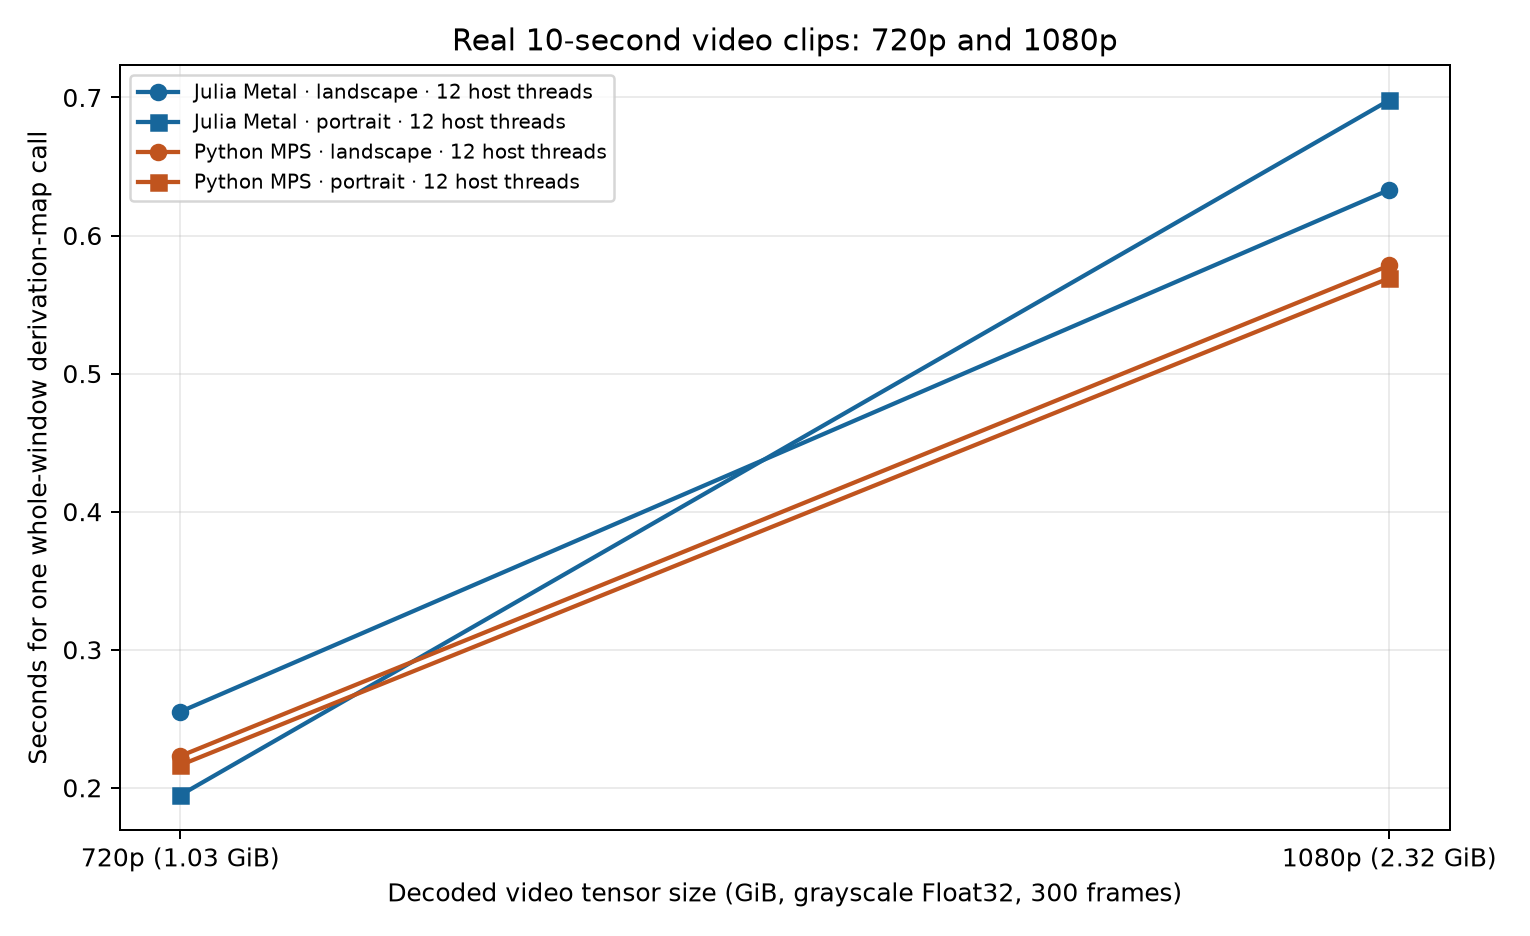 Real 10-second video clips: 720p and 1080p
Julia Metal · landscape · 12 host threads
Julia Metal · portrait · 12 host threads
Python MPS · landscape · 12 host threads
Python MPS · portrait · 12 host threads
Seconds for one whole-window derivation-map call
0.7
0.6
0.5
0.4
0.3
0.2
720p (1.03 GiB)
1080p (2.32 GiB)
Decoded video tensor size (GiB, grayscale Float32, 300 frames)